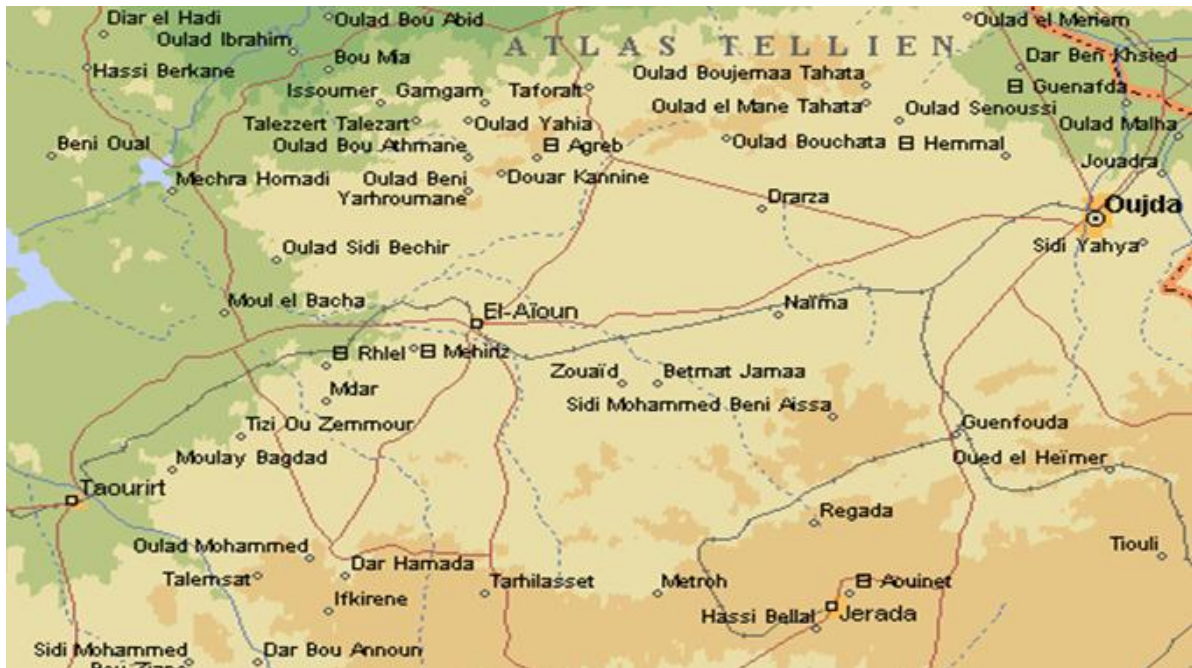 Diar el Hadi
Oulad Bou Abid
Oulad el Meriem
Oulad Ibrahim
ATLAS TELLIEN
Bou Mia
Dar Ben Khsied
Hassi Berkane
Oulad Boujemaa Tahata
Issoumer
Gamgam
Taforalt
Guenafda
Oulad el Mane Tahata
Oulad Senoussi
Talezzert Talezart
Oulad Yahia
Oulad Malha
Beni Oual
Oulad Bou Athmane
Agreb
Oulad Bouchata
Hemmal
Jouadra
Mechra Homadi
Oulad Beni
Yarhroumane
Douar Kannine
Drarza
Oujda
Oulad Sidi Bechir
Sidi Yahya
Moul el Bacha
El-Aïoun
Naïma
Rhlel
Mehiriz
Zouaïd
Betmat Jamaa
Mdar
Sidi Mohammed Beni Aissa
Tizi Ou Zemmour
Guenfouda
Moulay Bagdad
Oued el Heïmer
Taourirt
Regada
Oulad Mohammed
Tiouli
Dar Hamada
Talemsat
Tarhilasset
Metroh
Aouinet
Ifkirene
Hassi Bellal
Jerada
Sidi Mohammed
Dar Bou Announ